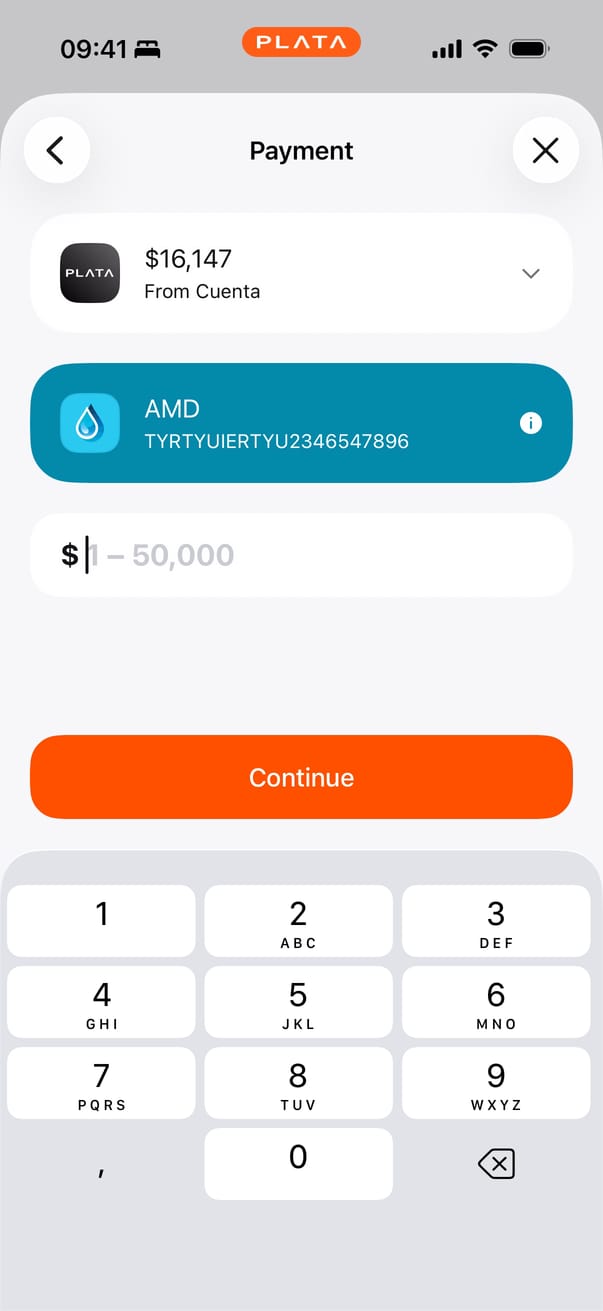 09:41
PLATA
Payment
PLATA
$16,147
From Cuenta
AMD
TYRTYUIERTYU2346547896
$ 1 – 50,000
Continue
1
2
ABC
3
DEF
4
GHI
5
JKL
6
MNO
7
PQRS
8
TUV
9
WXYZ
,
0